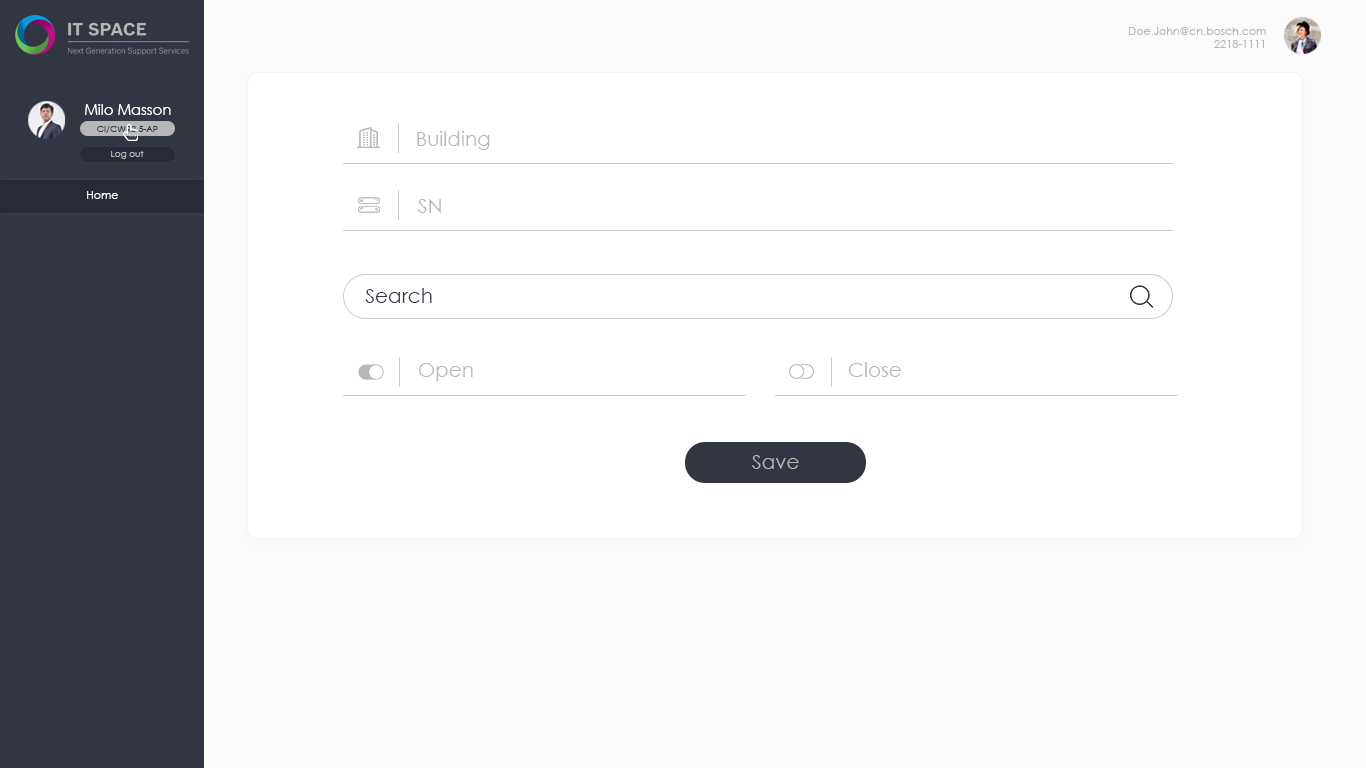 IT SPACE
Next Generation Support Services
Doe.John@cn.bosch.com
2218-1111
Milo Masson
CI/CW 5-AP
Log out
Home
Building
SN
Search
Open
Close
Save